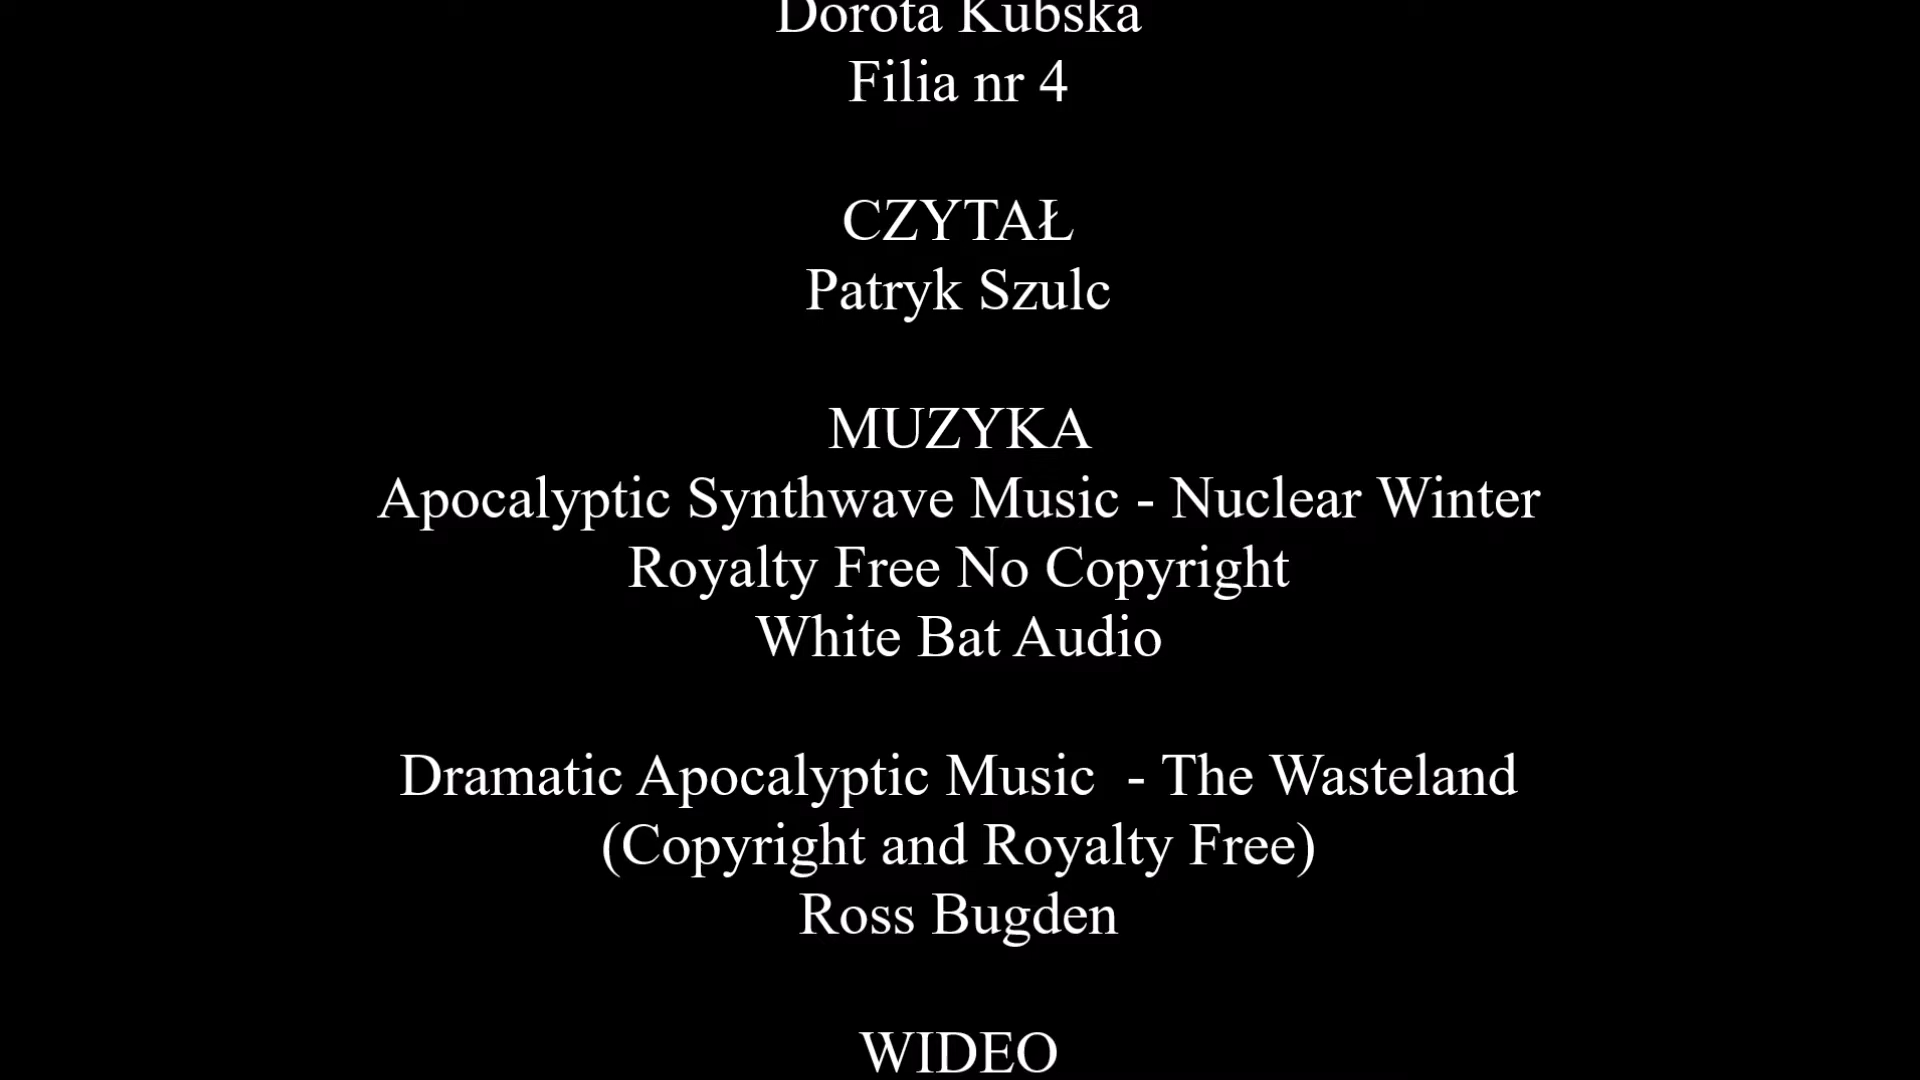 Dorota Kubska
Filia nr 4
CZYTAŁ
Patryk Szulc
MUZYKA
Apocalyptic Synthwave Music - Nuclear Winter
Royalty Free No Copyright
White Bat Audio
Dramatic Apocalyptic Music  - The Wasteland
(Copyright and Royalty Free)
Ross Bugden
WIDEO